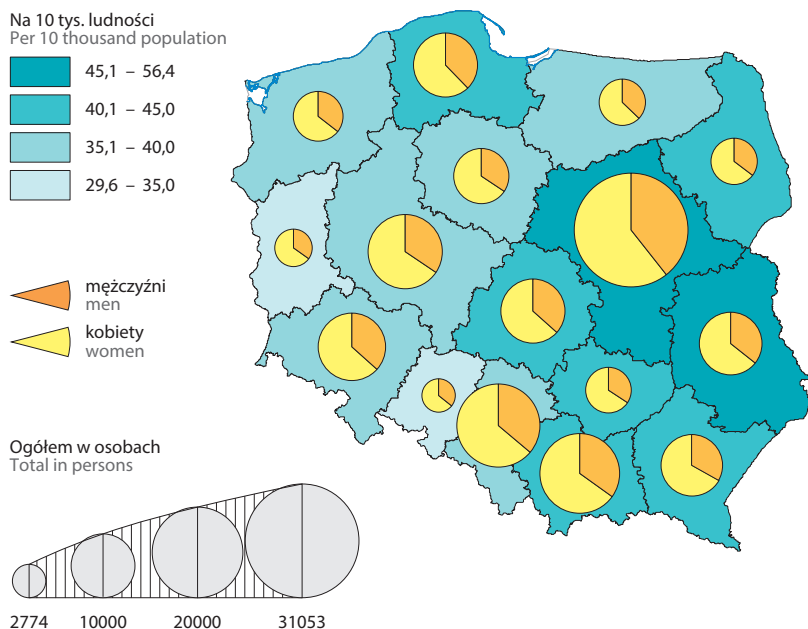 Na 10 tys. ludności
Per 10 thousand population
45,1 – 56,4
40,1 – 45,0
35,1 – 40,0
29,6 – 35,0
mężczyźni
men
kobiety
women
Ogółem w osobach
Total in persons
2774 10000 20000 31053